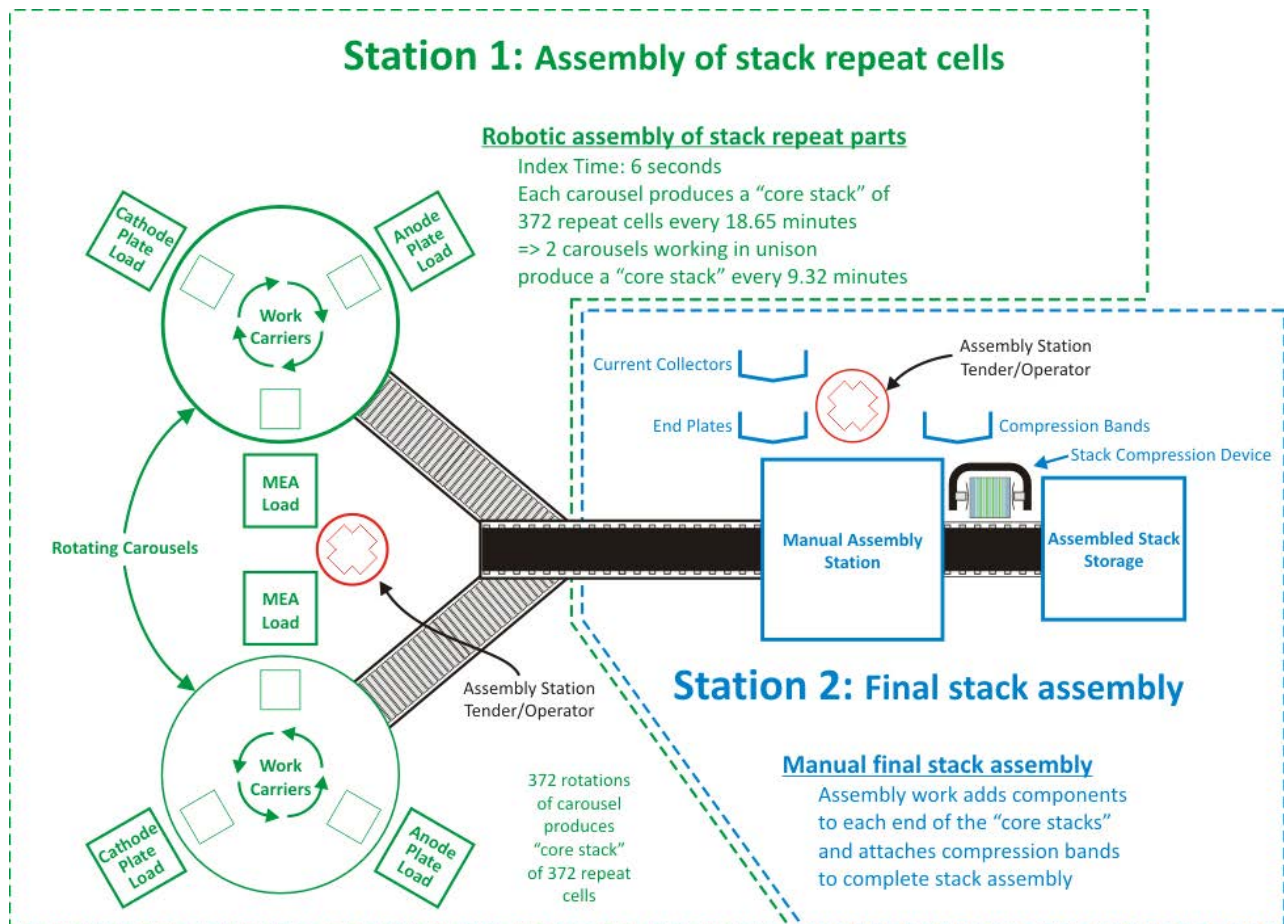 Station 1: Assembly of stack repeat cells
Robotic assembly of stack repeat parts
Index Time: 6 seconds
Each carousel produces a “core stack” of
372 repeat cells every 18.65 minutes
=> 2 carousels working in unison
produce a “core stack” every 9.32 minutes
Cathode
Plate
Load
Anode
Plate
Load
Work
Carriers
MEA
Load
Rotating Carousels
MEA
Load
Assembly Station
Tender/Operator
Work
Carriers
Cathode
Plate
Load
Anode
Plate
Load
372 rotations
of carousel
produces
“core stack”
of 372 repeat
cells
Current Collectors
Assembly Station
Tender/Operator
End Plates
Compression Bands
Stack Compression Device
Manual Assembly
Station
Assembled Stack
Storage
Station 2: Final stack assembly
Manual final stack assembly
Assembly work adds components
to each end of the “core stacks”
and attaches compression bands
to complete stack assembly